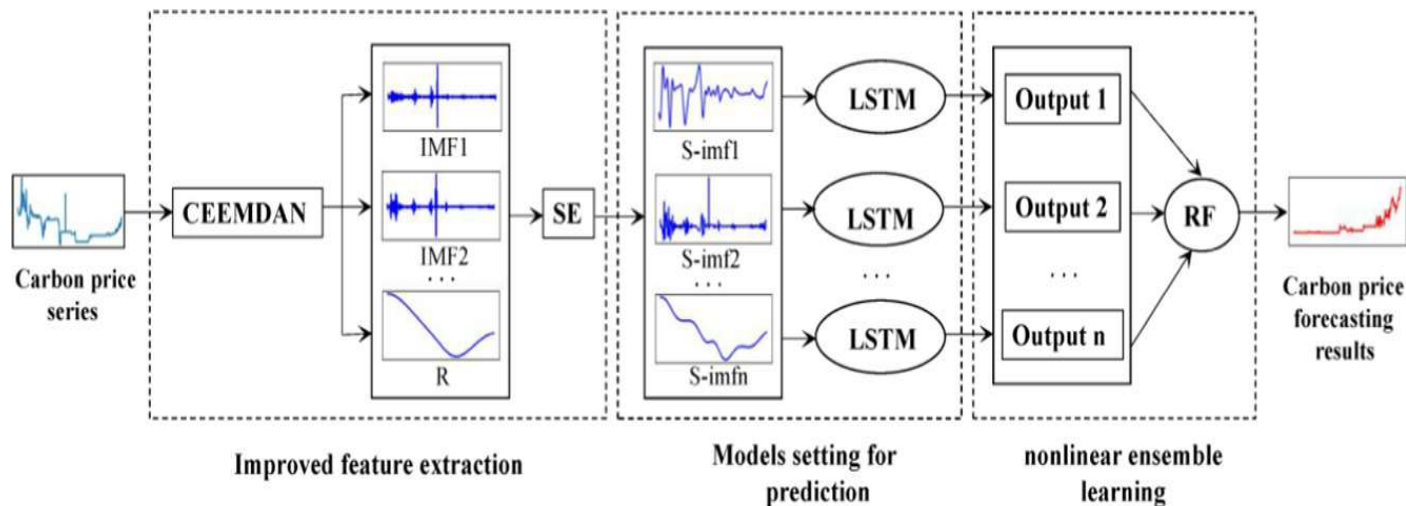 Carbon price
series
CEEMDAN
IMF1
IMF2
. . .
R
SE
Improved feature extraction
S-imf1
S-imf2
. . .
S-imfn
LSTM
LSTM
. . .
LSTM
Models setting for
prediction
Output 1
Output 2
. . .
Output n
RF
nonlinear ensemble
learning
Carbon price
forecasting
results